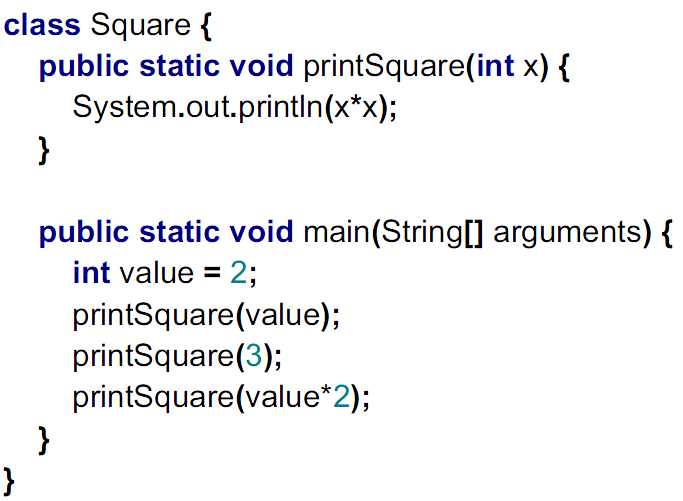 class Square {
public static void printSquare(int x) {
System.out.println(x*x);
}
public static void main(String[] arguments) {
int value = 2;
printSquare(value);
printSquare(3);
printSquare(value*2);
}
}